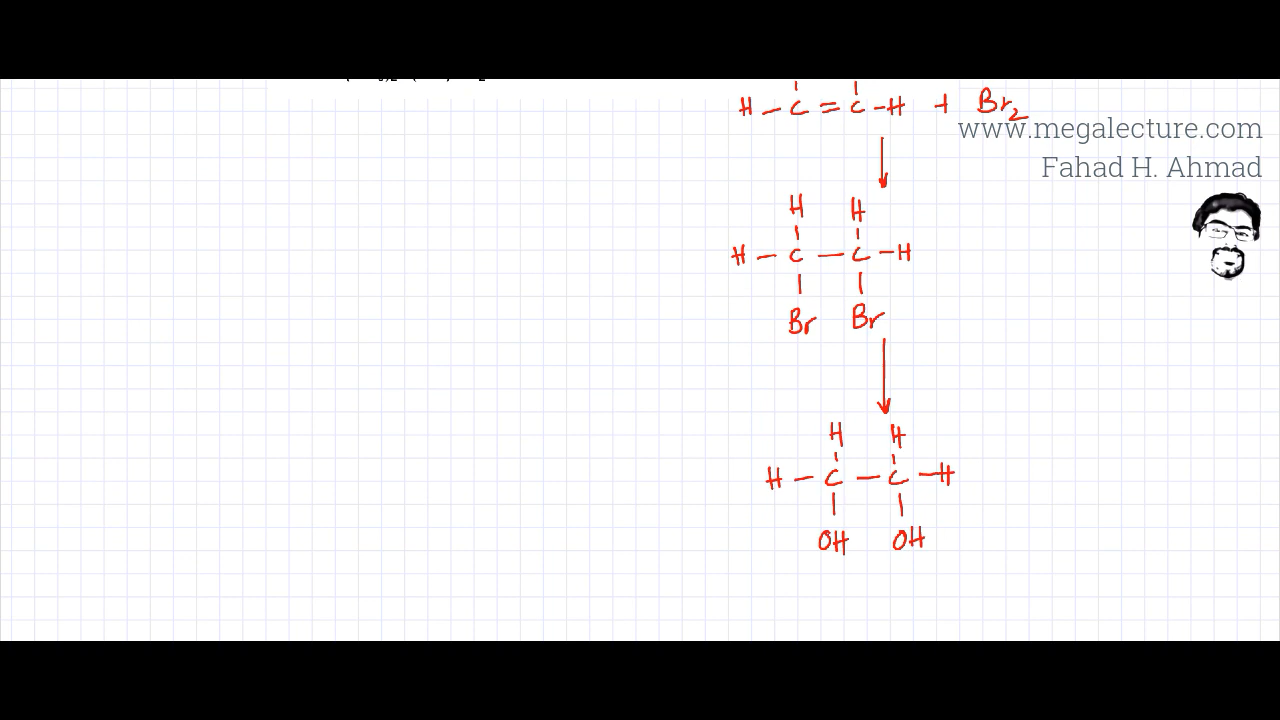 H - C = C - H + Br2
www.megalecture.com
Fahad H. Ahmad
H H
H - C - C - H
Br Br
H H
H - C - C - H
OH OH